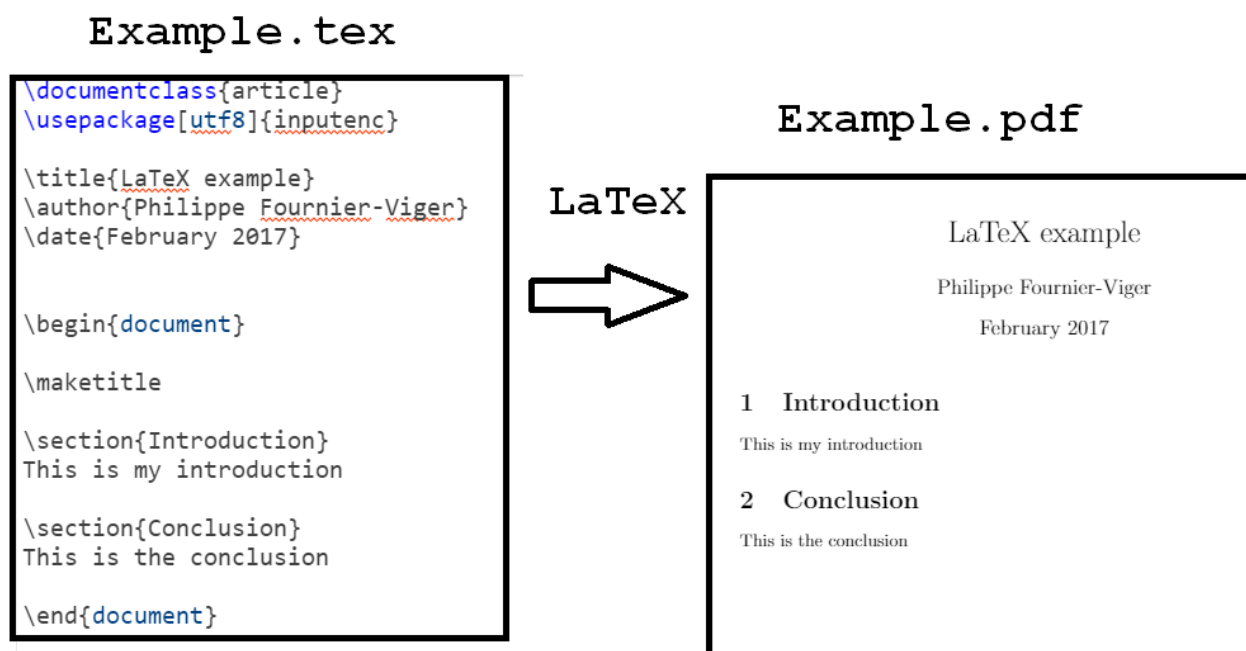 Example.tex
\documentclass{article}
\usepackage[utf8]{inputenc}
\title{LaTeX example}
\author{Philippe Fournier-Viger}
\date{February 2017}
\begin{document}
\maketitle
\section{Introduction}
This is my introduction
\section{Conclusion}
This is the conclusion
\end{document}
LaTeX
Example.pdf
LaTeX example
Philippe Fournier-Viger
February 2017
1 Introduction
This is my introduction
2 Conclusion
This is the conclusion